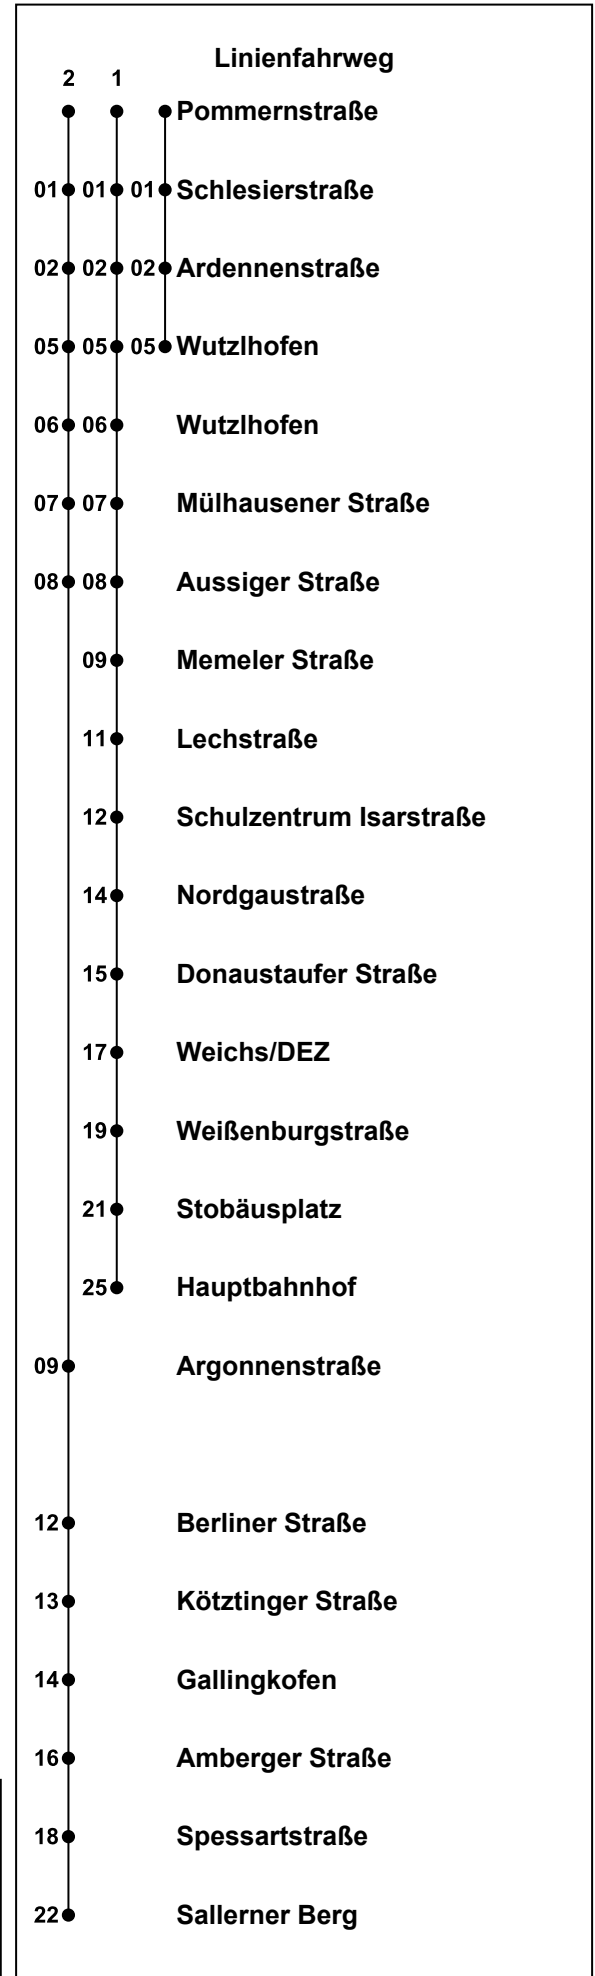 Linienfahrweg
2 1
Pommernstraße
01 01 01 Schlesierstraße
02 02 02 Ardennenstraße
05 05 05 Wutzlhofen
06 06 Wutzlhofen
07 07 Mülhausener Straße
08 08 Aussiger Straße
09 Memeler Straße
11 Lechstraße
12 Schulzentrum Isarstraße
14 Nordgaustraße
15 Donaustaufer Straße
17 Weichs/DEZ
19 Weißenburgstraße
21 Stobäusplatz
25 Hauptbahnhof
09 Argonnenstraße
12 Berliner Straße
13 Kötztinger Straße
14 Gallingkofen
16 Amberger Straße
18 Spessartstraße
22 Sallerner Berg